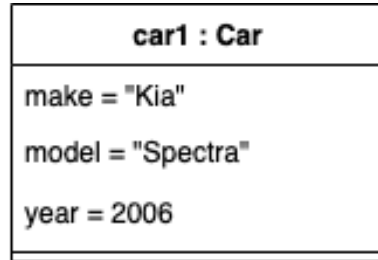 car1 : Car
make = "Kia"
model = "Spectra"
year = 2006